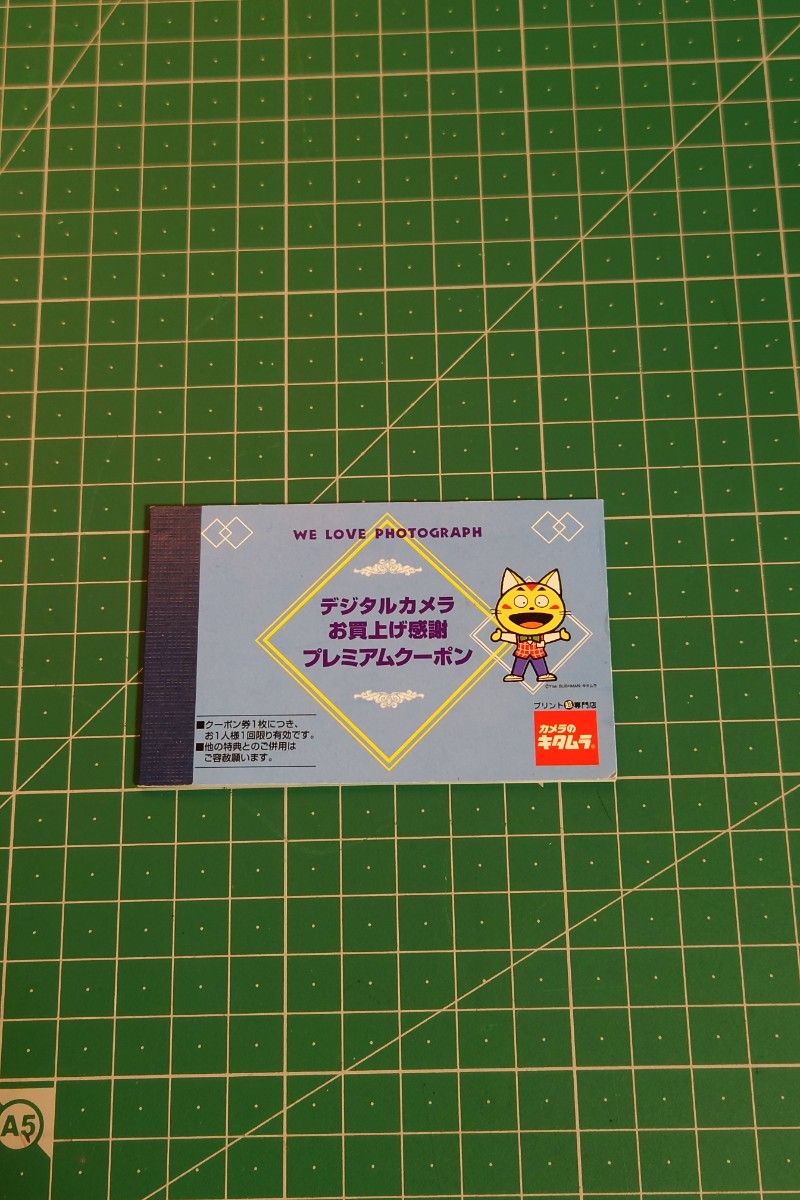 WE LOVE PHOTOGRAPH
デジタルカメラ
お買上げ感謝
プレミアムクーポン
■クーポン券1枚につき、
お1人様1回限り有効です。
■他の特典とのご併用は
ご容赦願います。
プリント超専門店
カメラの
キタムラ®
A5